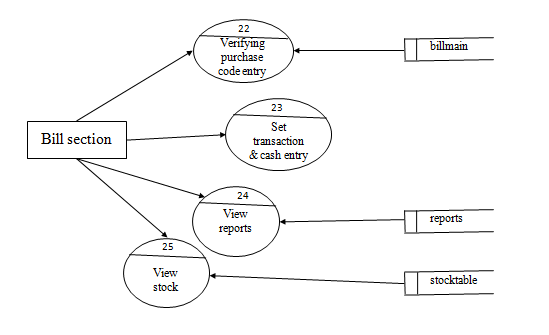 22
Verifying
purchase
code entry
billmain
23
Set
transaction
& cash entry
Bill section
24
View
reports
reports
25
View
stock
stocktable